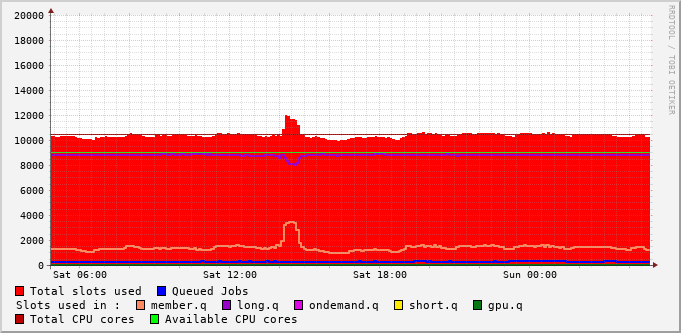 20000
18000
16000
14000
12000
10000
8000
6000
4000
2000
0
Sat 06:00 Sat 12:00 Sat 18:00 Sun 00:00
Total slots used Queued Jobs
Slots used in : member.q long.q ondemand.q short.q gpu.q
Total CPU cores Available CPU cores
RRDTOOL / TOBI OETIKER